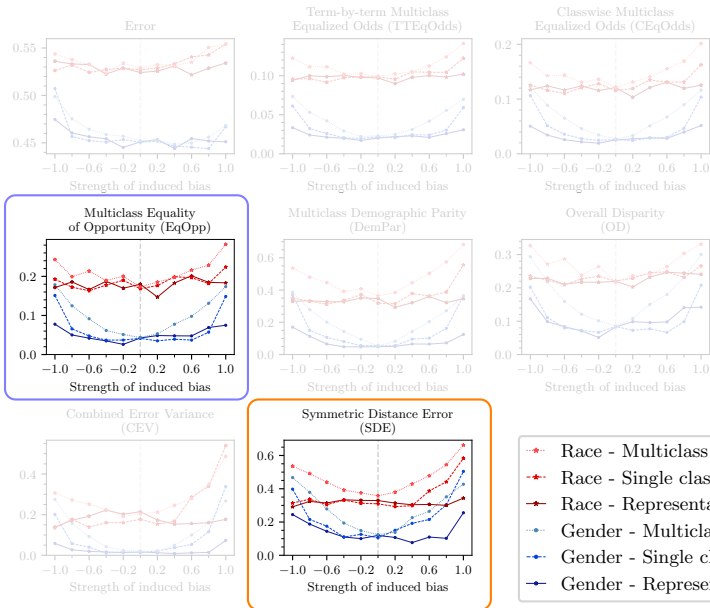 Error
Term-by-term Multiclass
Equalized Odds (TTEqOdds)
Classwise Multiclass
Equalized Odds (CEqOdds)
0.55
0.50
0.45
−1.0 −0.6 −0.2 0.2 0.6 1.0
Strength of induced bias
0.10
0.05
0.00
−1.0 −0.6 −0.2 0.2 0.6 1.0
Strength of induced bias
0.2
0.1
0.0
−1.0 −0.6 −0.2 0.2 0.6 1.0
Strength of induced bias
Multiclass Equality
of Opportunity (EqOpp)
Multiclass Demographic Parity
(DemPar)
Overall Disparity
(OD)
0.2
0.1
0.0
−1.0 −0.6 −0.2 0.2 0.6 1.0
Strength of induced bias
0.6
0.4
0.2
0.0
−1.0 −0.6 −0.2 0.2 0.6 1.0
Strength of induced bias
0.3
0.2
0.1
0.0
−1.0 −0.6 −0.2 0.2 0.6 1.0
Strength of induced bias
Combined Error Variance
(CEV)
Symmetric Distance Error
(SDE)
0.4
0.2
0.0
−1.0 −0.6 −0.2 0.2 0.6 1.0
Strength of induced bias
0.6
0.4
0.2
0.0
−1.0 −0.6 −0.2 0.2 0.6 1.0
Strength of induced bias
Race - Multiclass
Race - Single clas
Race - Representa
Gender - Multicla
Gender - Single cl
Gender - Represe